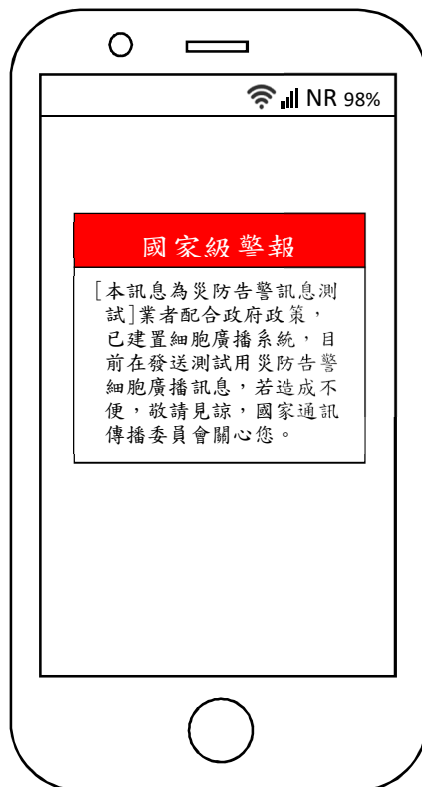 NR 98%
國家級警報
[本訊息為災防告警訊息測
試]業者配合政府政策，
已建置細胞廣播系統，目
前在發送測試用災防告警
細胞廣播訊息，若造成不
便，敬請見諒，國家通訊
傳播委員會關心您。